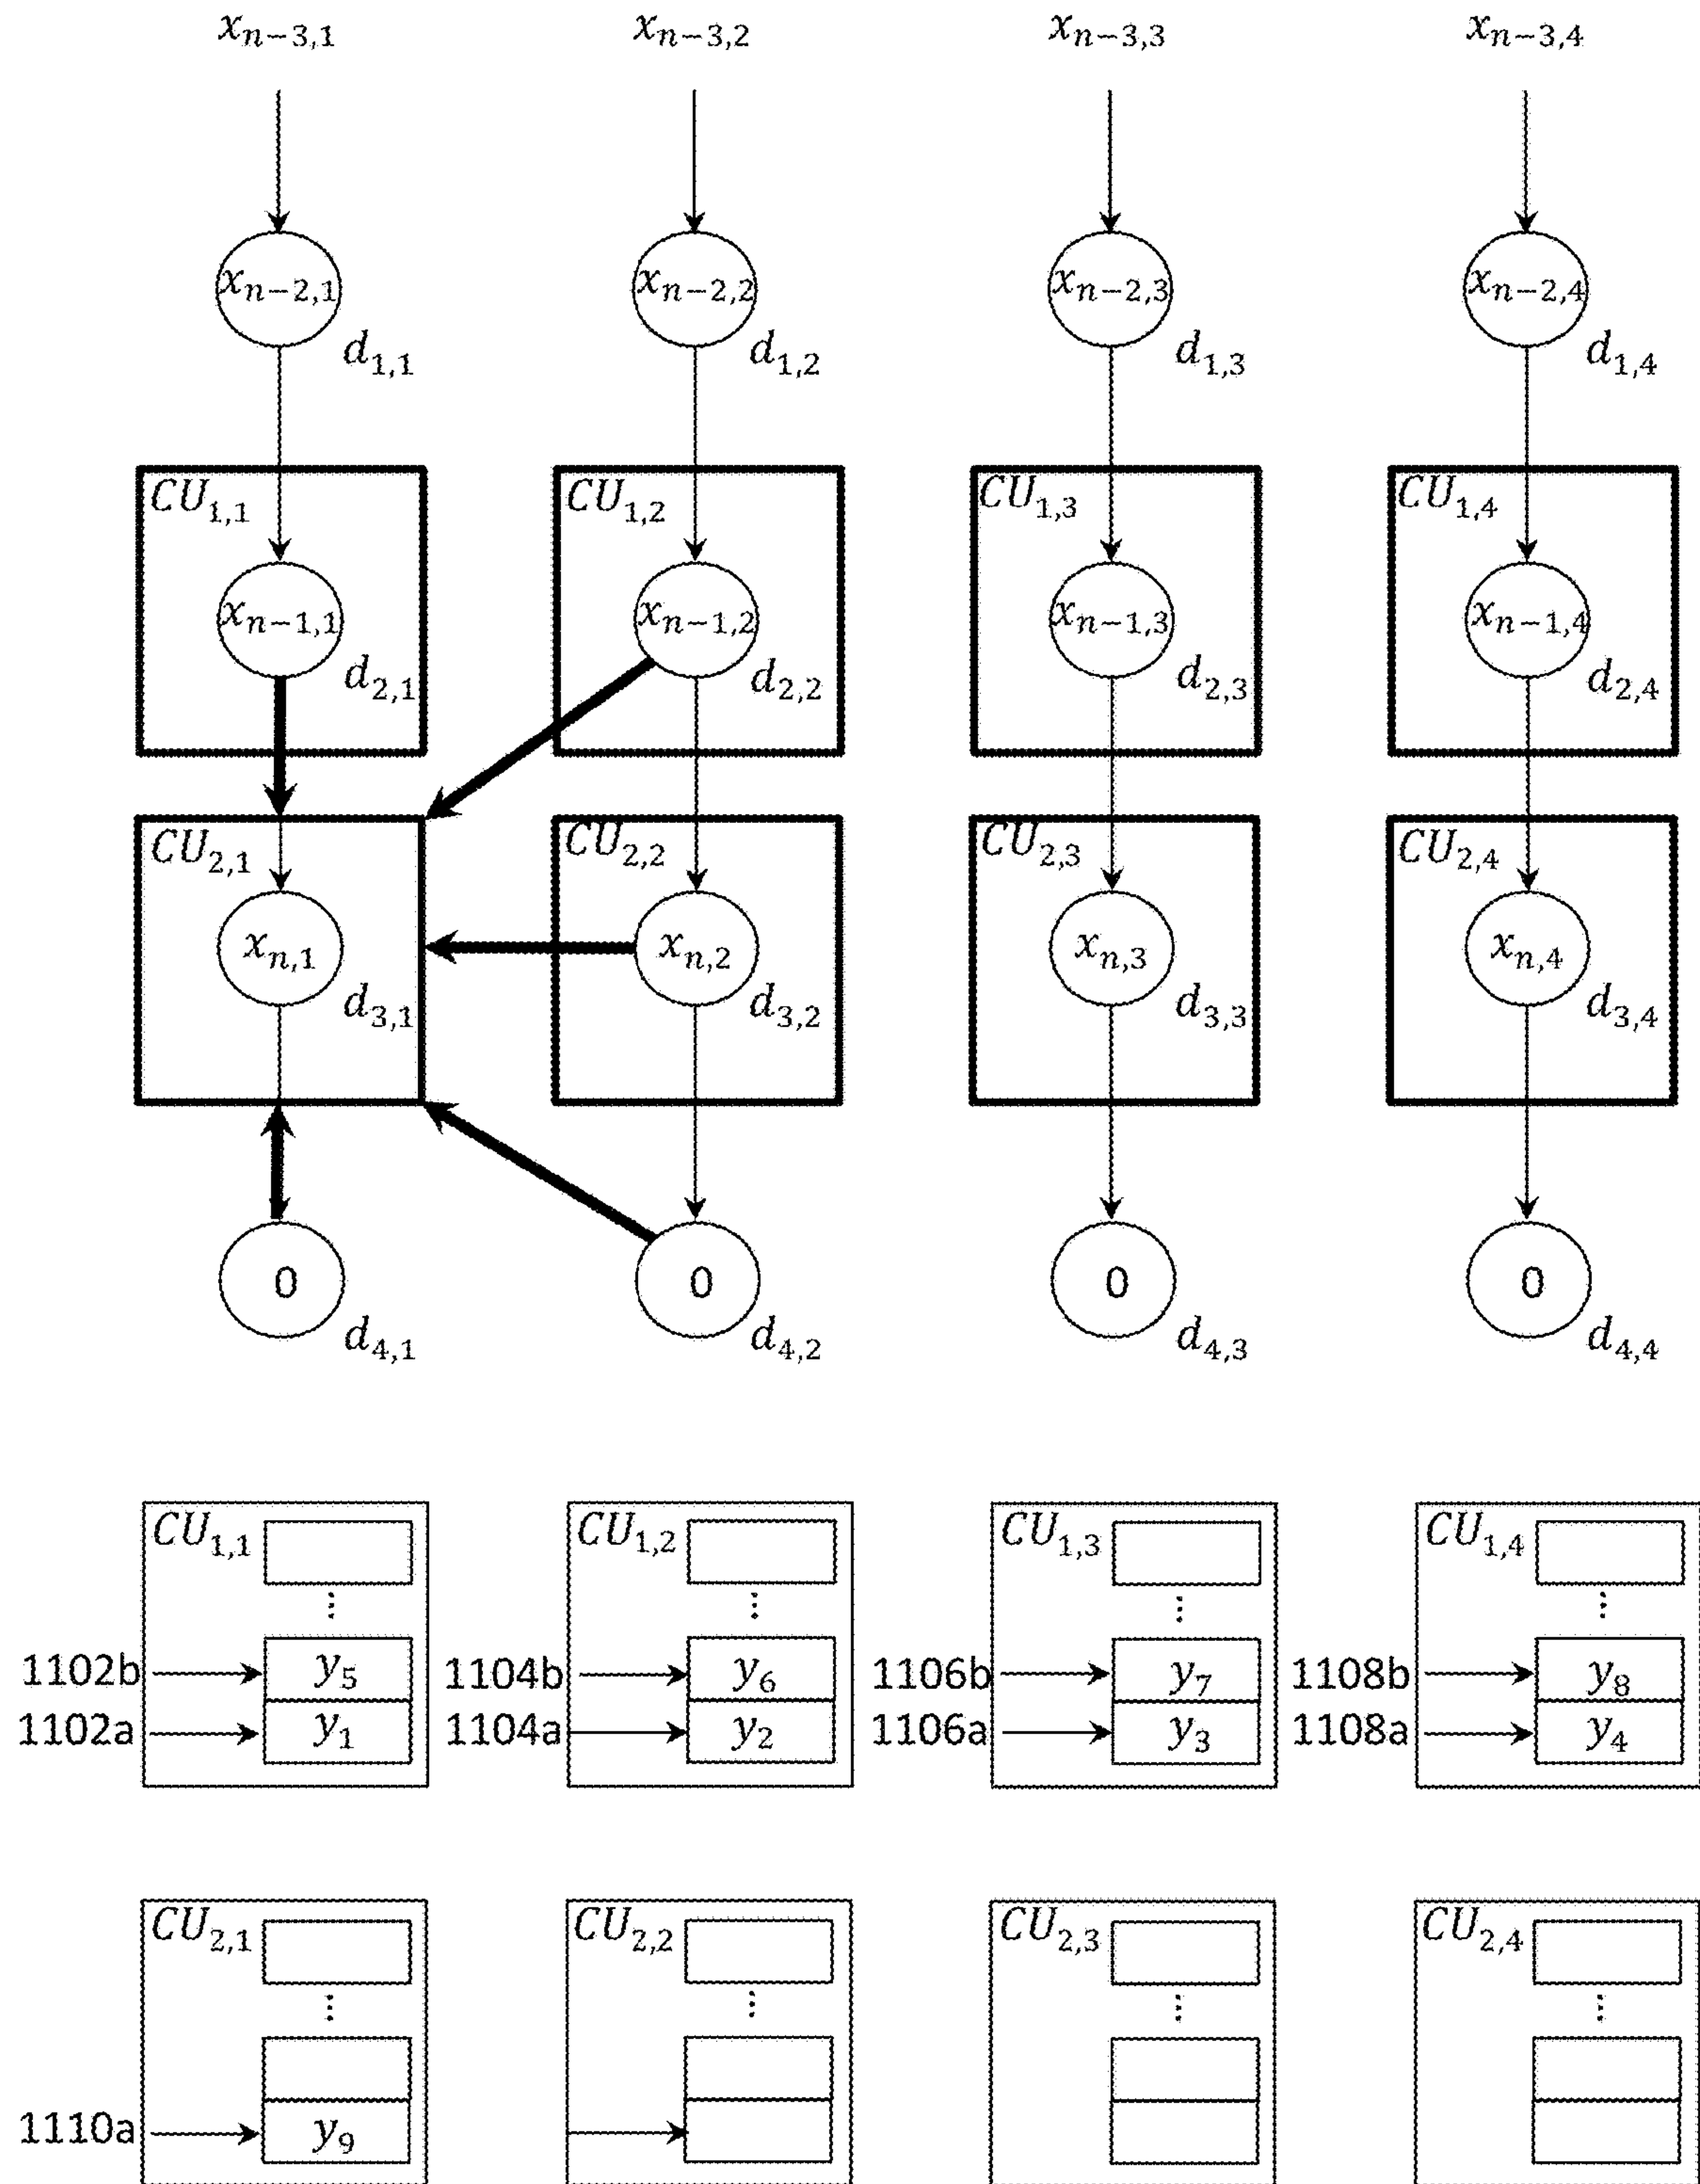 x_{n−3,1} x_{n−3,2} x_{n−3,3} x_{n−3,4}
x_{n−2,1} x_{n−2,2} x_{n−2,3} x_{n−2,4}
d_{1,1} d_{1,2} d_{1,3} d_{1,4}
CU_{1,1} CU_{1,2} CU_{1,3} CU_{1,4}
x_{n−1,1} x_{n−1,2} x_{n−1,3} x_{n−1,4}
d_{2,1} d_{2,2} d_{2,3} d_{2,4}
CU_{2,1} CU_{2,2} CU_{2,3} CU_{2,4}
x_{n,1} x_{n,2} x_{n,3} x_{n,4}
d_{3,1} d_{3,2} d_{3,3} d_{3,4}
0 0 0 0
d_{4,1} d_{4,2} d_{4,3} d_{4,4}
CU_{1,1} CU_{1,2} CU_{1,3} CU_{1,4}
⋮ ⋮ ⋮ ⋮
1102b y_5 1104b y_6 1106b y_7 1108b y_8
1102a y_1 1104a y_2 1106a y_3 1108a y_4
CU_{2,1} CU_{2,2} CU_{2,3} CU_{2,4}
⋮ ⋮ ⋮ ⋮
1110a y_9